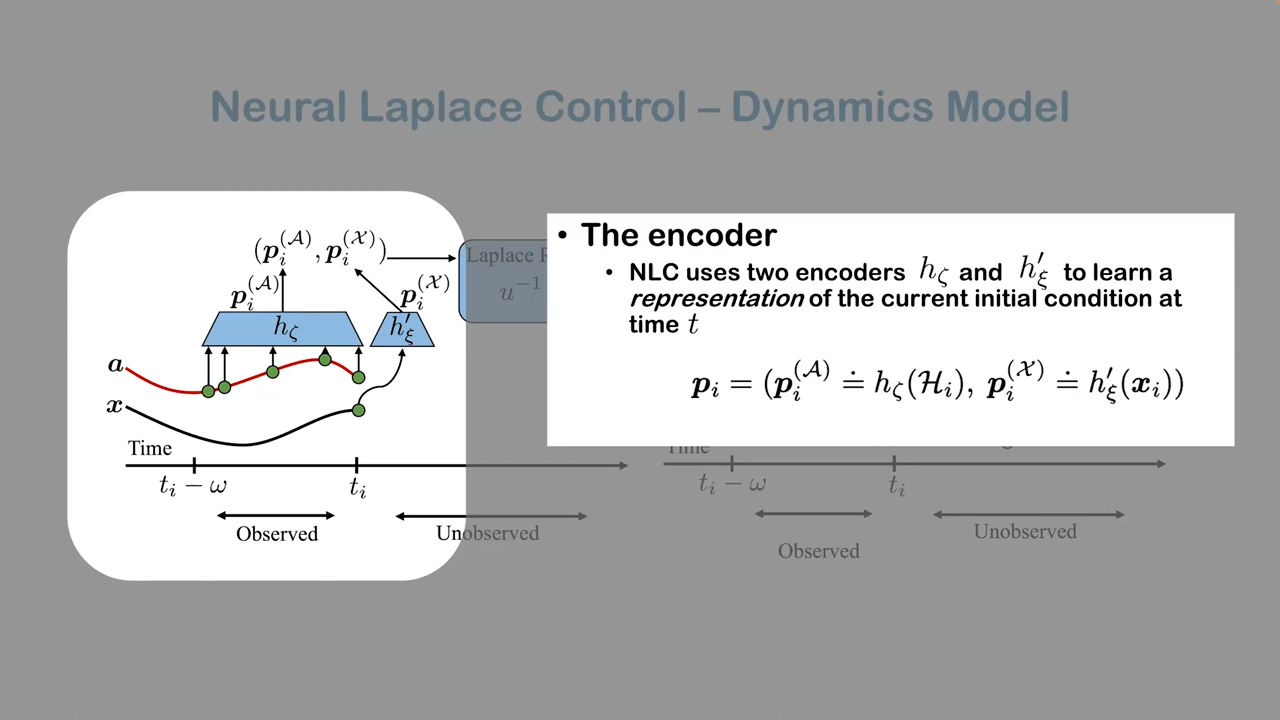 Neural Laplace Control – Dynamics Model
• The encoder
• NLC uses two encoders h_ζ and h'_ξ to learn a
representation of the current initial condition at
time t
p_i = (p_i^(𝒜) ≐ h_ζ(ℋ_i), p_i^(𝒳) ≐ h'_ξ(x_i))
(p_i^(𝒜), p_i^(𝒳))
Laplace
u^−1
p_i^(𝒜)
p_i^(𝒳)
h_ζ
h'_ξ
a
x
Time
t_i − ω
t_i
Observed
Unobserved
Time
t_i − ω
t_i
Observed
Unobserved